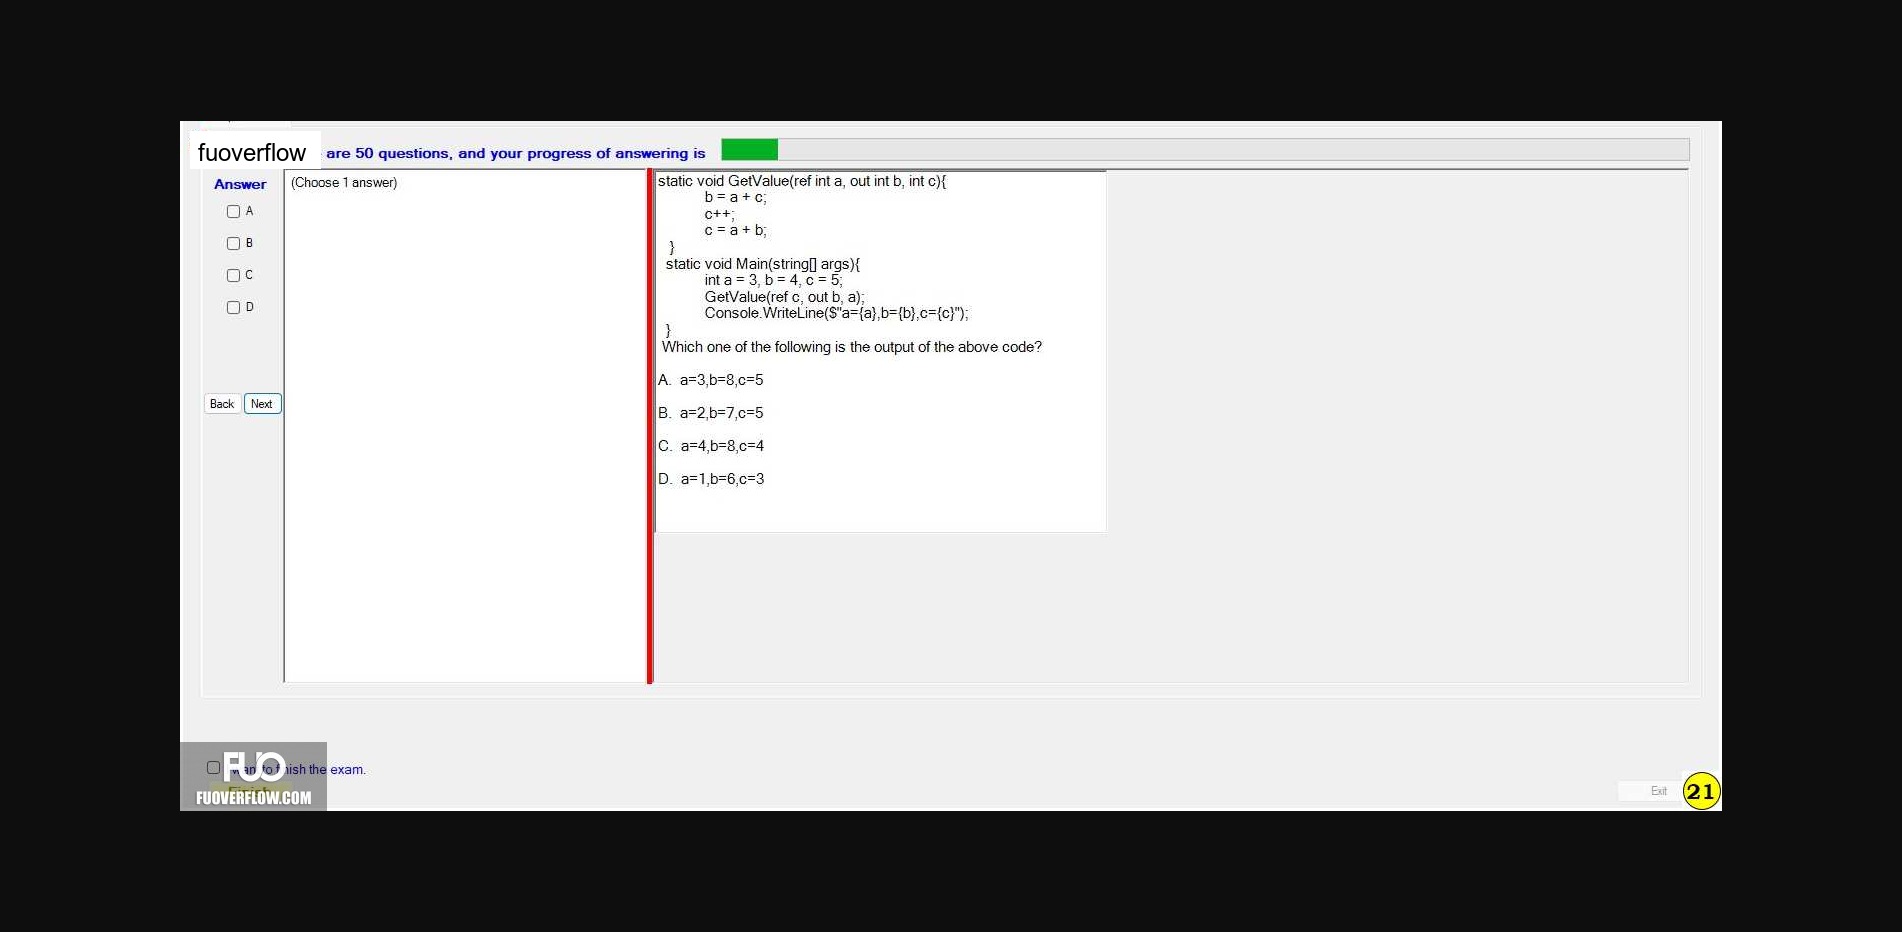 fuoverflow are 50 questions, and your progress of answering is
Answer
(Choose 1 answer)
A
B
C
D
Back Next
static void GetValue(ref int a, out int b, int c){
b = a + c;
c++;
c = a + b;
}
static void Main(string[] args){
int a = 3, b = 4, c = 5;
GetValue(ref c, out b, a);
Console.WriteLine($"a={a},b={b},c={c}");
}
Which one of the following is the output of the above code?
A. a=3,b=8,c=5
B. a=2,b=7,c=5
C. a=4,b=8,c=4
D. a=1,b=6,c=3
FUO
want to finish the exam.
Finish
FUOVERFLOW.COM
Exit
21